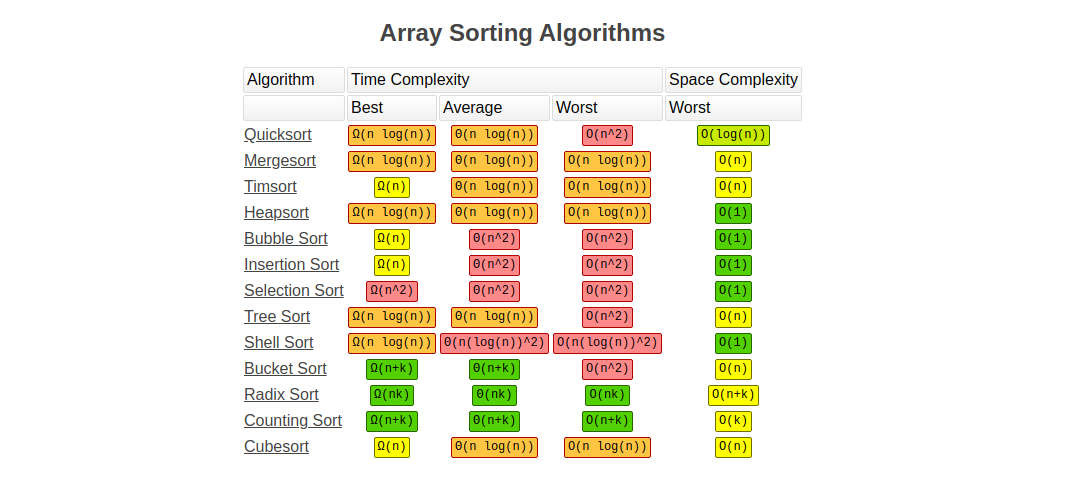 Array Sorting Algorithms
Algorithm Time Complexity Space Complexity
Best Average Worst Worst
Quicksort Ω(n log(n)) Θ(n log(n)) O(n^2) O(log(n))
Mergesort Ω(n log(n)) Θ(n log(n)) O(n log(n)) O(n)
Timsort Ω(n) Θ(n log(n)) O(n log(n)) O(n)
Heapsort Ω(n log(n)) Θ(n log(n)) O(n log(n)) O(1)
Bubble Sort Ω(n) Θ(n^2) O(n^2) O(1)
Insertion Sort Ω(n) Θ(n^2) O(n^2) O(1)
Selection Sort Ω(n^2) Θ(n^2) O(n^2) O(1)
Tree Sort Ω(n log(n)) Θ(n log(n)) O(n^2) O(n)
Shell Sort Ω(n log(n)) Θ(n(log(n))^2) O(n(log(n))^2) O(1)
Bucket Sort Ω(n+k) Θ(n+k) O(n^2) O(n)
Radix Sort Ω(nk) Θ(nk) O(nk) O(n+k)
Counting Sort Ω(n+k) Θ(n+k) O(n+k) O(k)
Cubesort Ω(n) Θ(n log(n)) O(n log(n)) O(n)